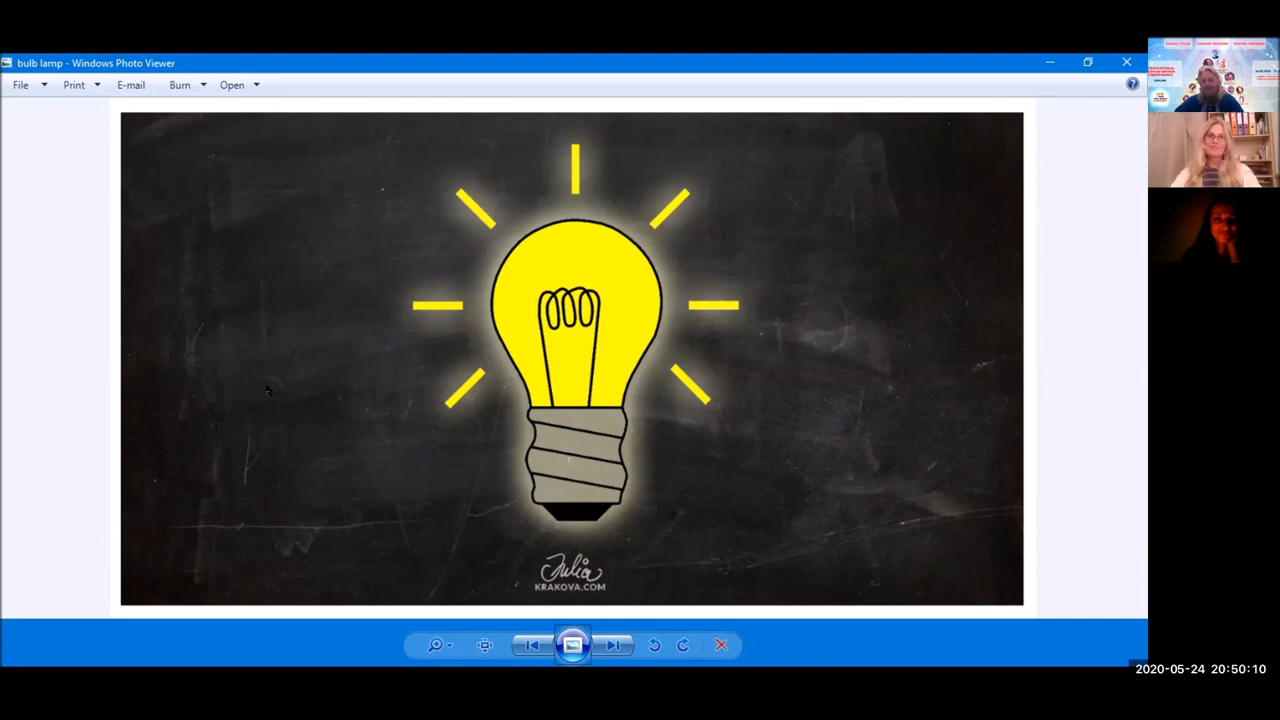 bulb lamp - Windows Photo Viewer
File Print E-mail Burn Open
Julia
KRAKOVA.COM
2020-05-24 20:50:10